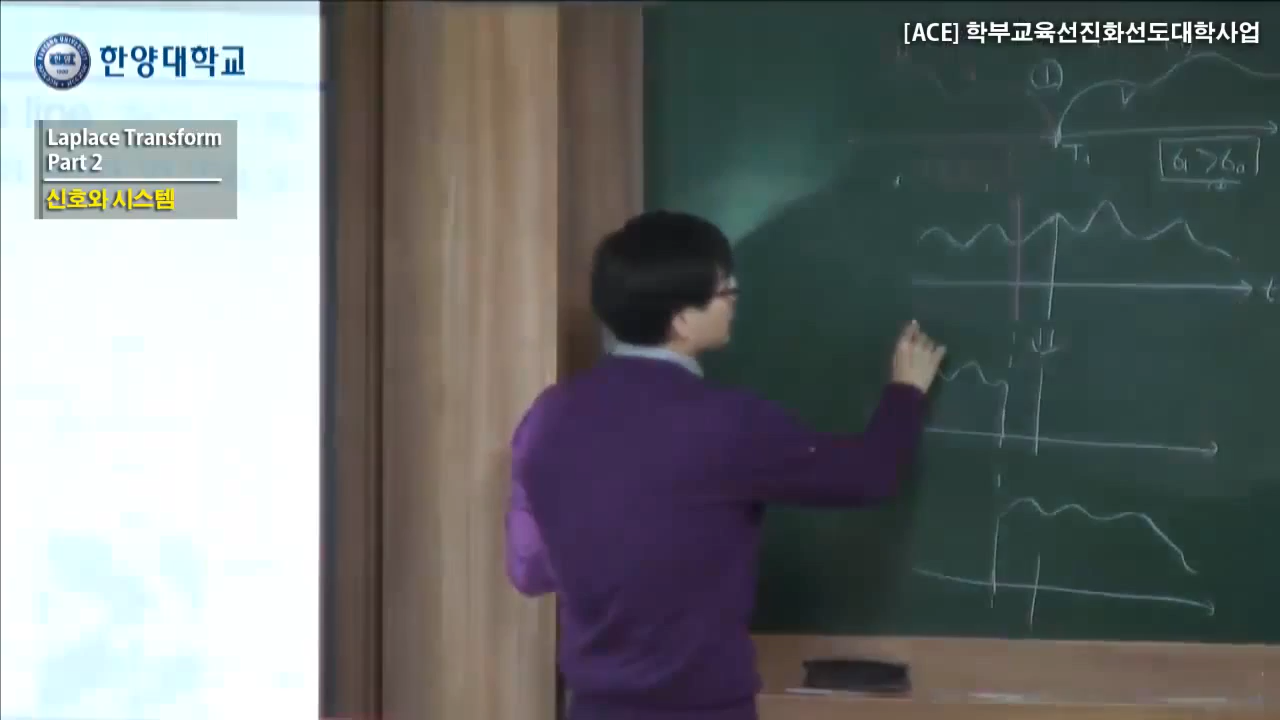 [ACE] 학부교육선진화선도대학사업
한양대학교
Laplace Transform
Part 2
신호와 시스템
①
T₁
σ₁ > σ₀
t